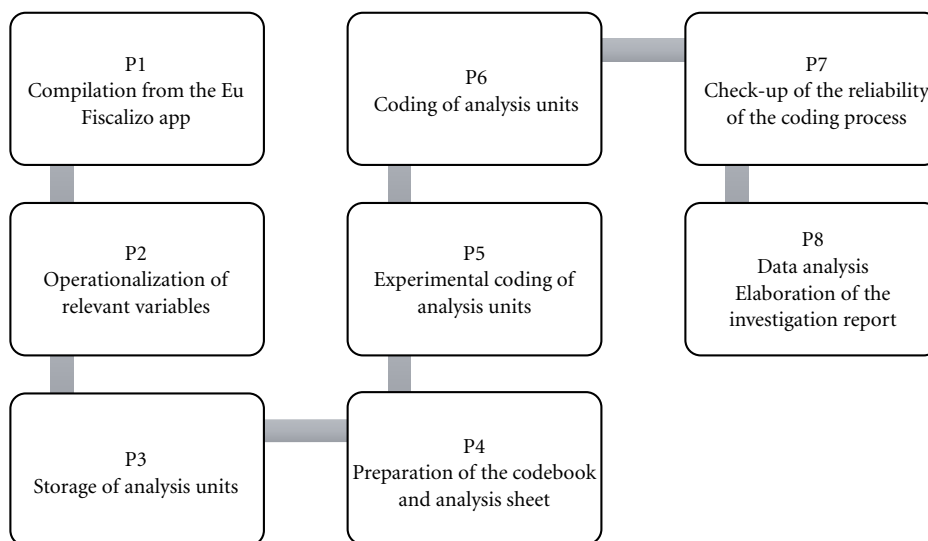 P1
Compilation from the Eu
Fiscalizo app
P2
Operationalization of
relevant variables
P3
Storage of analysis units
P4
Preparation of the codebook
and analysis sheet
P5
Experimental coding of
analysis units
P6
Coding of analysis units
P7
Check-up of the reliability
of the coding process
P8
Data analysis
Elaboration of the
investigation report